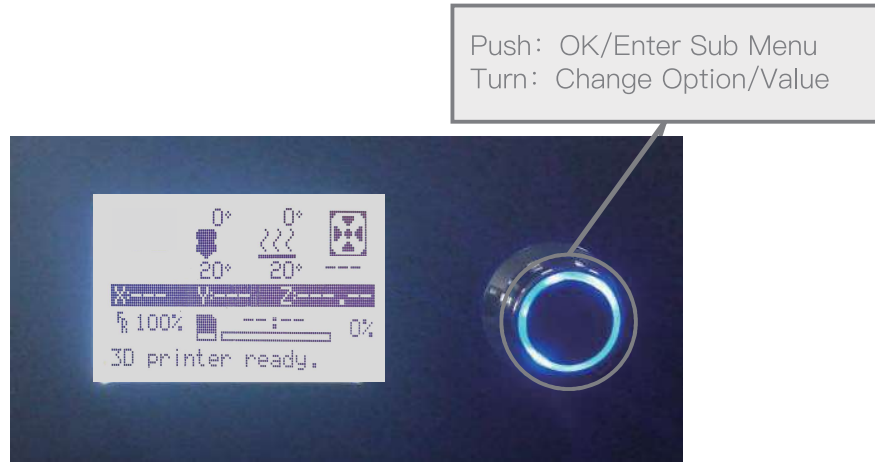 Push: OK/Enter Sub Menu
Turn: Change Option/Value
0° 0°
20° 20° ---
X:--- Y:--- Z:---.--
FR 100% --:-- 0%
3D printer ready.